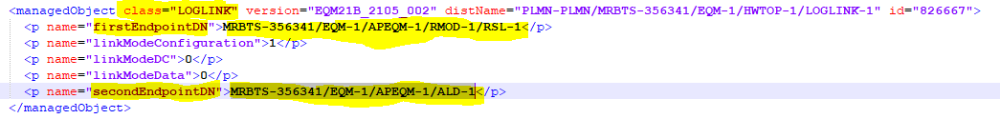 <managedObject class="LOGLINK" version="EQM21B_2105_002" distName="PLMN-PLMN/MRBTS-356341/EQM-1/HWTOP-1/LOGLINK-1" id="826667">
<p name="firstEndpointDN">MRBTS-356341/EQM-1/APEQM-1/RMOD-1/RSL-1</p>
<p name="linkModeConfiguration">1</p>
<p name="linkModeDC">0</p>
<p name="linkModeData">0</p>
<p name="secondEndpointDN">MRBTS-356341/EQM-1/APEQM-1/ALD-1</p>
</managedObject>